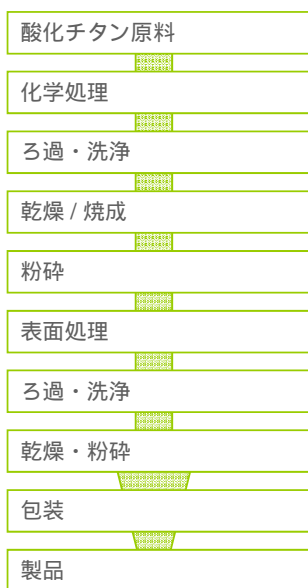 酸化チタン原料
化学処理
ろ過・洗浄
乾燥 / 焼成
粉砕
表面処理
ろ過・洗浄
乾燥・粉砕
包装
製品